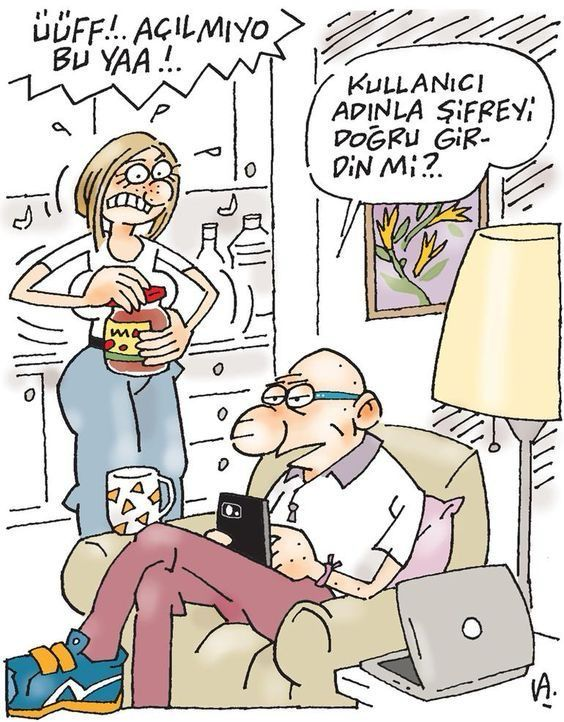 ÜÜFF!.. AÇILMIYO
BU YAA!..
KULLANICI
ADINLA ŞİFREYİ
DOĞRU GİR-
DİN Mİ?..